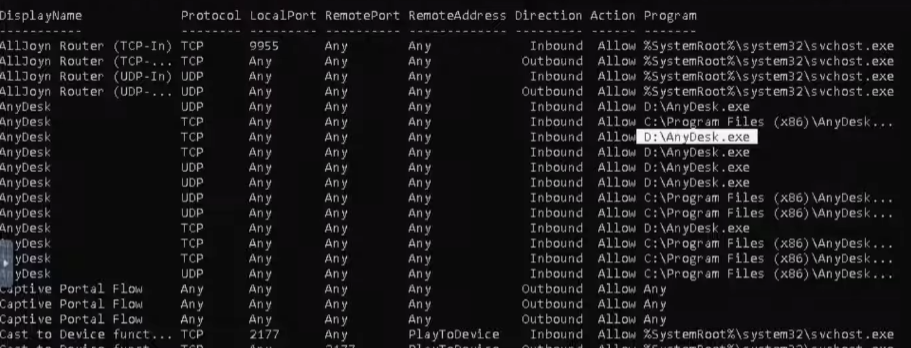 DisplayName Protocol LocalPort RemotePort RemoteAddress Direction Action Program
----------- -------- --------- ---------- ------------- --------- ------ -------
AllJoyn Router (TCP-In) TCP 9955 Any Any Inbound Allow %SystemRoot%\system32\svchost.exe
AllJoyn Router (TCP-... TCP Any Any Any Outbound Allow %SystemRoot%\system32\svchost.exe
AllJoyn Router (UDP-In) UDP Any Any Any Inbound Allow %SystemRoot%\system32\svchost.exe
AllJoyn Router (UDP-... UDP Any Any Any Outbound Allow %SystemRoot%\system32\svchost.exe
AnyDesk UDP Any Any Any Inbound Allow D:\AnyDesk.exe
AnyDesk TCP Any Any Any Inbound Allow C:\Program Files (x86)\AnyDesk...
AnyDesk TCP Any Any Any Inbound Allow D:\AnyDesk.exe
AnyDesk TCP Any Any Any Inbound Allow D:\AnyDesk.exe
AnyDesk UDP Any Any Any Inbound Allow D:\AnyDesk.exe
AnyDesk UDP Any Any Any Inbound Allow D:\AnyDesk.exe
AnyDesk UDP Any Any Any Inbound Allow C:\Program Files (x86)\AnyDesk...
AnyDesk UDP Any Any Any Inbound Allow C:\Program Files (x86)\AnyDesk...
AnyDesk TCP Any Any Any Inbound Allow D:\AnyDesk.exe
AnyDesk TCP Any Any Any Inbound Allow C:\Program Files (x86)\AnyDesk...
yDesk TCP Any Any Any Inbound Allow C:\Program Files (x86)\AnyDesk...
AnyDesk UDP Any Any Any Inbound Allow C:\Program Files (x86)\AnyDesk...
Captive Portal Flow Any Any Any Any Outbound Allow Any
Captive Portal Flow Any Any Any Any Outbound Allow Any
Captive Portal Flow Any Any Any Any Outbound Allow Any
Cast to Device funct... TCP 2177 Any PlayToDevice Inbound Allow %SystemRoot%\system32\svchost.exe